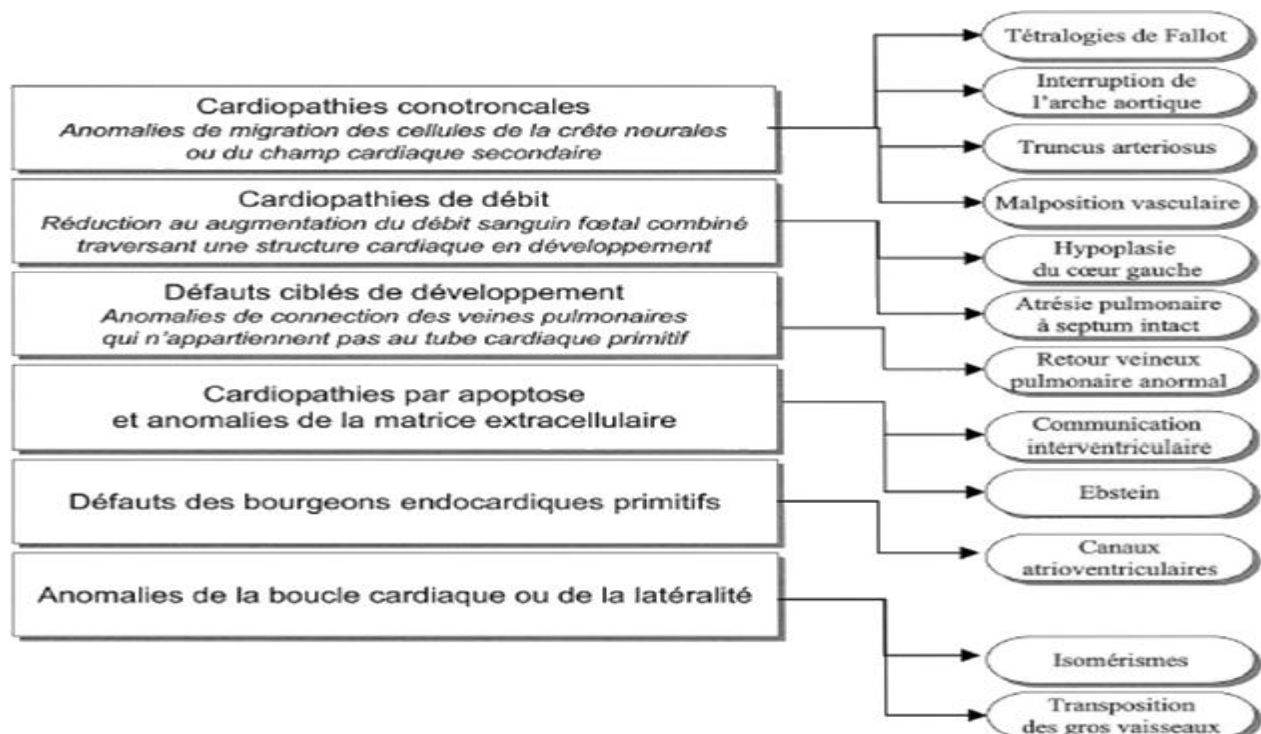 Cardiopathies conotroncales
Anomalies de migration des cellules de la crête neurales
ou du champ cardiaque secondaire
Cardiopathies de débit
Réduction au augmentation du débit sanguin fœtal combiné
traversant une structure cardiaque en développement
Défauts ciblés de développement
Anomalies de connection des veines pulmonaires
qui n'appartiennent pas au tube cardiaque primitif
Cardiopathies par apoptose
et anomalies de la matrice extracellulaire
Défauts des bourgeons endocardiques primitifs
Anomalies de la boucle cardiaque ou de la latéralité
Tétralogies de Fallot
Interruption de
l'arche aortique
Truncus arteriosus
Malposition vasculaire
Hypoplasie
du cœur gauche
Atrésie pulmonaire
à septum intact
Retour veineux
pulmonaire anormal
Communication
interventriculaire
Ebstein
Canaux
atrioventriculaires
Isomérismes
Transposition
des gros vaisseaux